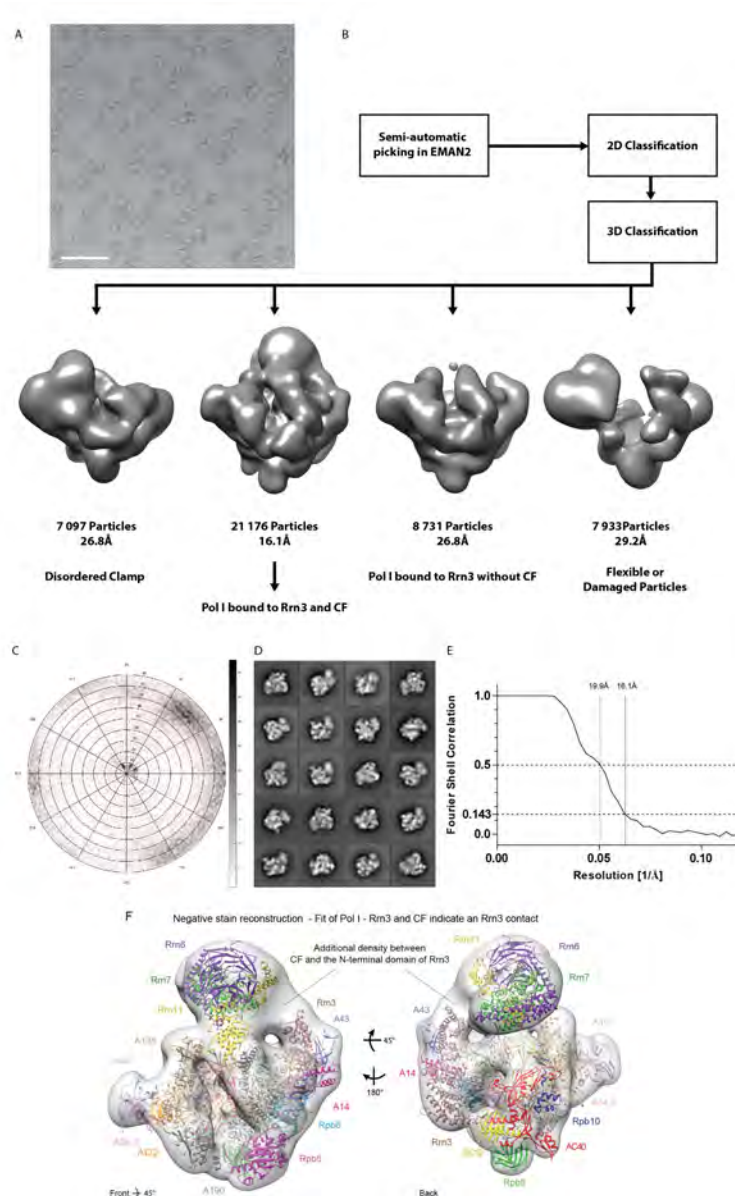 A
B
Semi-automatic
picking in EMAN2
2D Classification
3D Classification
7 097 Particles
26.8Å
Disordered Clamp
21 176 Particles
16.1Å
Pol I bound to Rrn3 and CF
8 731 Particles
26.8Å
Pol I bound to Rrn3 without CF
7 933Particles
29.2Å
Flexible or
Damaged Particles
C
D
E
19.9Å 16.1Å
1.0
0.5
0.143
0.0
Fourier Shell Correlation
0.00 0.05 0.10
Resolution [1/Å]
F
Negative stain reconstruction - Fit of Pol I - Rrn3 and CF indicate an Rrn3 contact
Additional density between
CF and the N-terminal domain of Rrn3
Rrn6
Rrn7
Rrn11
Rrn3
A43
A135
A14
Rpb6
Rpb5
A190
Front 45°
45°
180°
Rrn11
Rrn6
Rrn7
A43
A14
Rrn3
Rpb10
AC40
Rpb8
Back